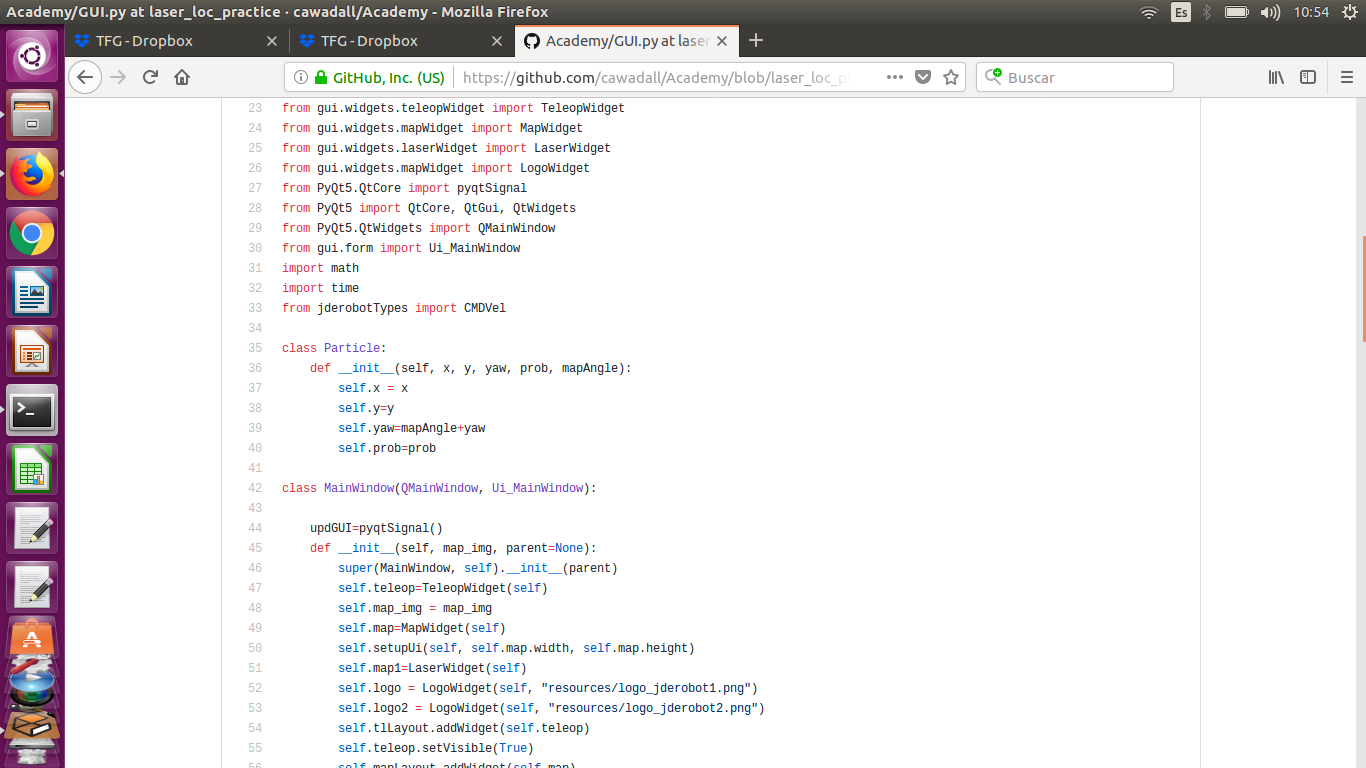 Academy/GUI.py at laser_loc_practice · cawadall/Academy - Mozilla Firefox
Es
10:54
TFG - Dropbox
TFG - Dropbox
Academy/GUI.py at laser
GitHub, Inc. (US)
https://github.com/cawadall/Academy/blob/laser_loc_p
Buscar
23 from gui.widgets.teleopWidget import TeleopWidget
24 from gui.widgets.mapWidget import MapWidget
25 from gui.widgets.laserWidget import LaserWidget
26 from gui.widgets.mapWidget import LogoWidget
27 from PyQt5.QtCore import pyqtSignal
28 from PyQt5 import QtCore, QtGui, QtWidgets
29 from PyQt5.QtWidgets import QMainWindow
30 from gui.form import Ui_MainWindow
31 import math
32 import time
33 from jderobotTypes import CMDVel
34
35 class Particle:
36     def __init__(self, x, y, yaw, prob, mapAngle):
37         self.x = x
38         self.y=y
39         self.yaw=mapAngle+yaw
40         self.prob=prob
41
42 class MainWindow(QMainWindow, Ui_MainWindow):
43
44     updGUI=pyqtSignal()
45     def __init__(self, map_img, parent=None):
46         super(MainWindow, self).__init__(parent)
47         self.teleop=TeleopWidget(self)
48         self.map_img = map_img
49         self.map=MapWidget(self)
50         self.setupUi(self, self.map.width, self.map.height)
51         self.map1=LaserWidget(self)
52         self.logo = LogoWidget(self, "resources/logo_jderobot1.png")
53         self.logo2 = LogoWidget(self, "resources/logo_jderobot2.png")
54         self.tlLayout.addWidget(self.teleop)
55         self.teleop.setVisible(True)
56         self.mapLayout.addWidget(self.map)